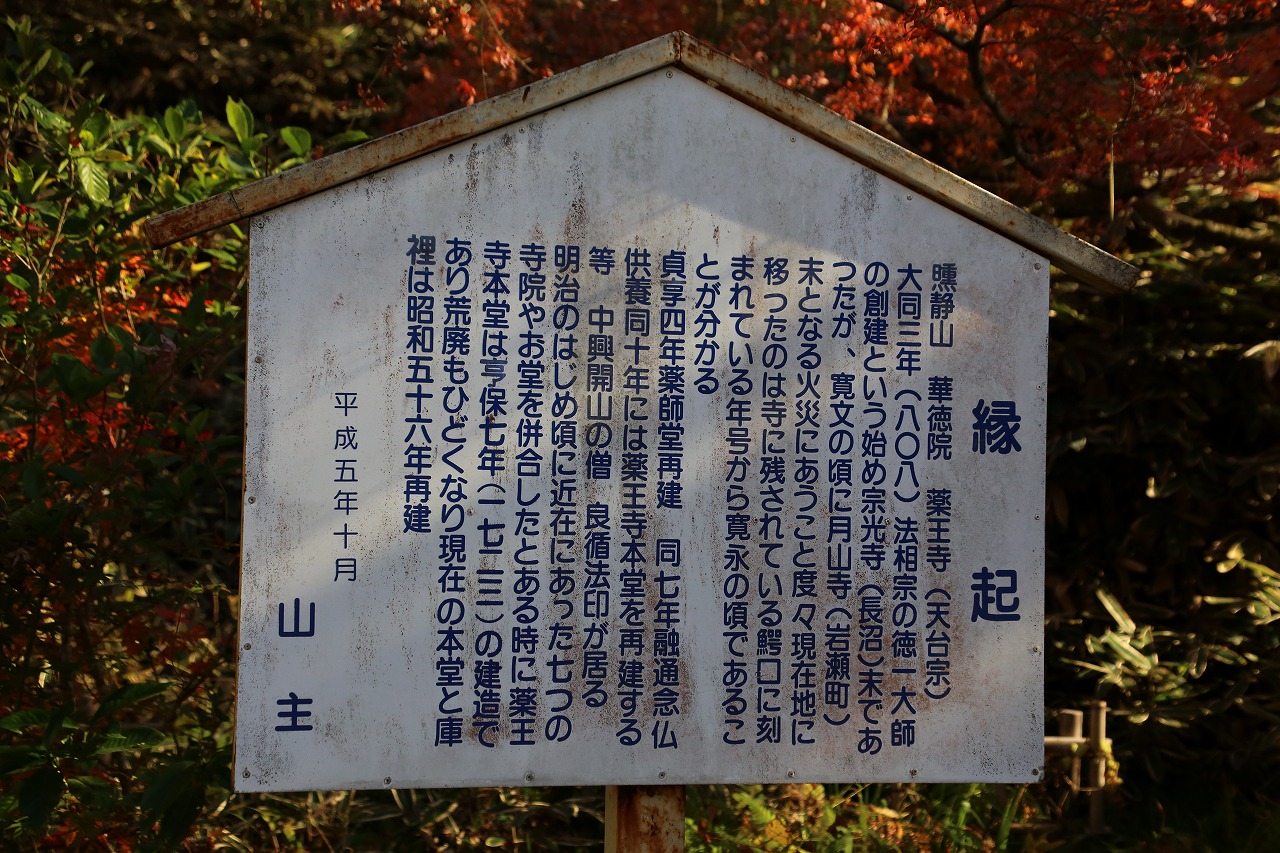 縁起
曛静山　華徳院　薬王寺（天台宗）
大同三年（八〇八）法相宗の徳一大師
の創建という始め宗光寺（長沼）末であ
つたが、寛文の頃に月山寺（岩瀬町）
末となる火災にあうこと度々現在地に
移ったのは寺に残されている鰐口に刻
まれている年号から寛永の頃であるこ
とが分かる
貞享四年薬師堂再建　同七年融通念仏
供養同十年には薬王寺本堂を再建する
等　中興開山の僧　良循法印が居る
明治のはじめ頃に近在にあった七つの
寺院やお堂を併合したとある時に薬王
寺本堂は享保七年（一七二二）の建造で
あり荒廃もひどくなり現在の本堂と庫
裡は昭和五十六年再建
平成五年十月
山主